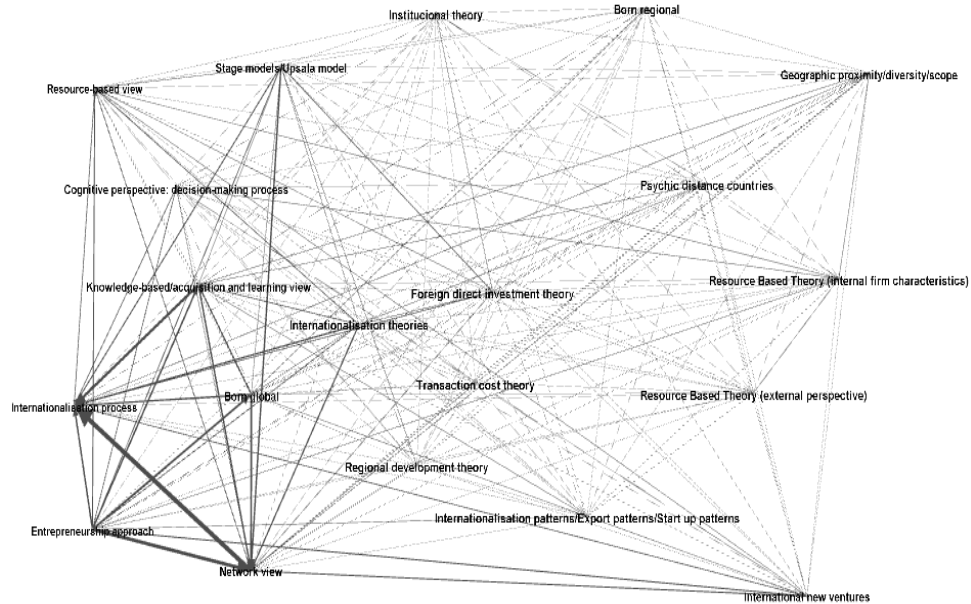 Institucional theory
Born regional
Stage models/Upsala model
Geographic proximity/diversity/scope
Resource-based view
Cognitive perspective: decision-making process
Psychic distance countries
Knowledge-based/acquisition and learning view
Foreign direct investment theory
Resource Based Theory (internal firm characteristics)
Internationalisation theories
Transaction cost theory
Born global
Resource Based Theory (external perspective)
Internationalisation process
Regional development theory
Internationalisation patterns/Export patterns/Start up patterns
Entrepreneurship approach
Network view
International new ventures